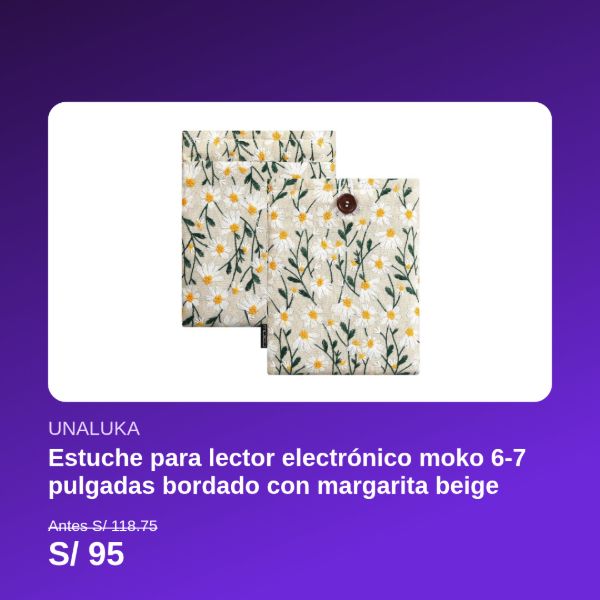 UNALUKA
Estuche para lector electrónico moko 6-7
pulgadas bordado con margarita beige
Antes S/ 118.75
S/ 95